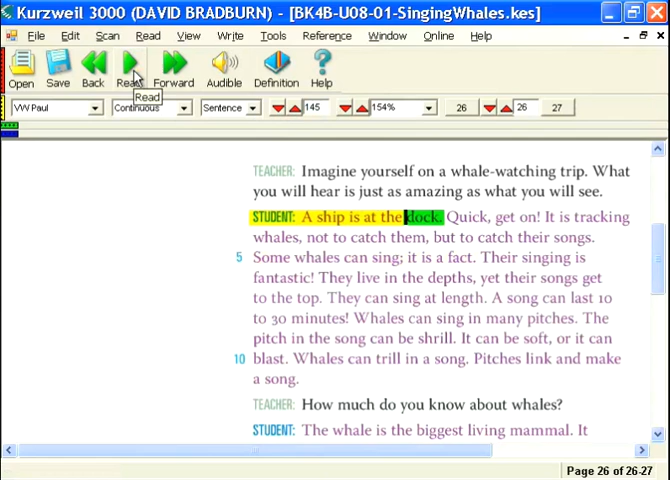 Kurzweil 3000 (DAVID BRADBURN) - [BK4B-U08-01-SingingWhales.kes]
File Edit Scan Read View Write Tools Reference Window Online Help
Open Save Back Read Forward Audible Definition Help
Read
VW Paul Continuous Sentence 145 154% 26 26 27
TEACHER: Imagine yourself on a whale-watching trip. What
you will hear is just as amazing as what you will see.
STUDENT: A ship is at the dock. Quick, get on! It is tracking
whales, not to catch them, but to catch their songs.
5 Some whales can sing; it is a fact. Their singing is
fantastic! They live in the depths, yet their songs get
to the top. They can sing at length. A song can last 10
to 30 minutes! Whales can sing in many pitches. The
pitch in the song can be shrill. It can be soft, or it can
10 blast. Whales can trill in a song. Pitches link and make
a song.
TEACHER: How much do you know about whales?
STUDENT: The whale is the biggest living mammal. It
Page 26 of 26-27